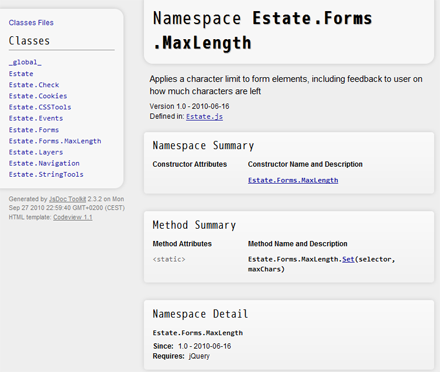 Classes Files
Classes
_global_
Estate
Estate.Check
Estate.Cookies
Estate.CSSTools
Estate.Events
Estate.Forms
Estate.Forms.MaxLength
Estate.Layers
Estate.Navigation
Estate.StringTools
Generated by JsDoc Toolkit 2.3.2 on Mon
Sep 27 2010 22:59:40 GMT+0200 (CEST)
HTML template: Codeview 1.1
Namespace Estate.Forms
.MaxLength
Applies a character limit to form elements, including feedback to user on
how much characters are left
Version 1.0 - 2010-06-16
Defined in: Estate.js
Namespace Summary
Constructor Attributes Constructor Name and Description
Estate.Forms.MaxLength
Method Summary
Method Attributes Method Name and Description
<static> Estate.Forms.MaxLength.Set(selector,
maxChars)
Namespace Detail
Estate.Forms.MaxLength
Since: 1.0 - 2010-06-16
Requires: jQuery